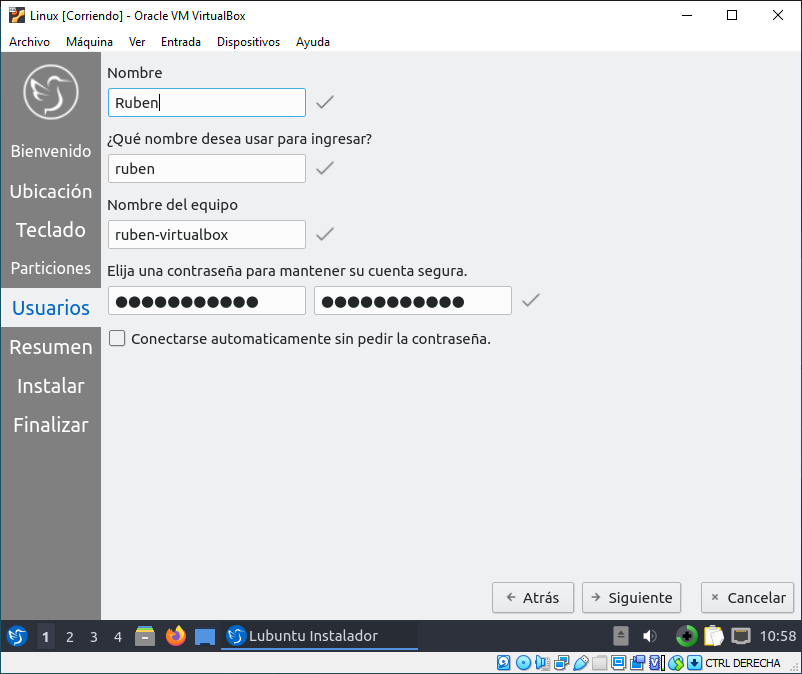 Linux [Corriendo] - Oracle VM VirtualBox
Archivo Máquina Ver Entrada Dispositivos Ayuda
Bienvenido
Ubicación
Teclado
Particiones
Usuarios
Resumen
Instalar
Finalizar
Nombre
Ruben
¿Qué nombre desea usar para ingresar?
ruben
Nombre del equipo
ruben-virtualbox
Elija una contraseña para mantener su cuenta segura.
●●●●●●●●●●● ●●●●●●●●●●●
Conectarse automaticamente sin pedir la contraseña.
Atrás Siguiente Cancelar
1 2 3 4 Lubuntu Instalador 10:58
CTRL DERECHA